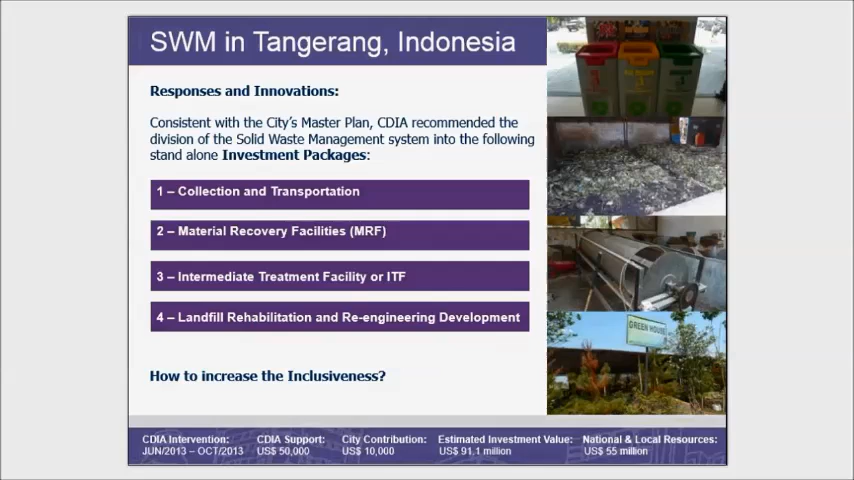 SWM in Tangerang, Indonesia
Responses and Innovations:
Consistent with the City's Master Plan, CDIA recommended the
division of the Solid Waste Management system into the following
stand alone Investment Packages:
1 – Collection and Transportation
2 – Material Recovery Facilities (MRF)
3 – Intermediate Treatment Facility or ITF
4 – Landfill Rehabilitation and Re-engineering Development
How to increase the Inclusiveness?
GREEN HOUSE
CDIA Intervention: CDIA Support: City Contribution: Estimated Investment Value: National & Local Resources:
JUN/2013 – OCT/2013 US$ 50,000 US$ 10,000 US$ 91.1 million US$ 55 million